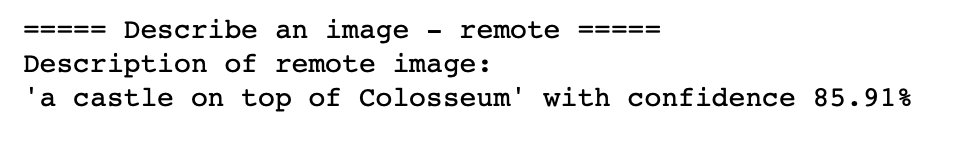 ===== Describe an image - remote =====
Description of remote image:
'a castle on top of Colosseum' with confidence 85.91%